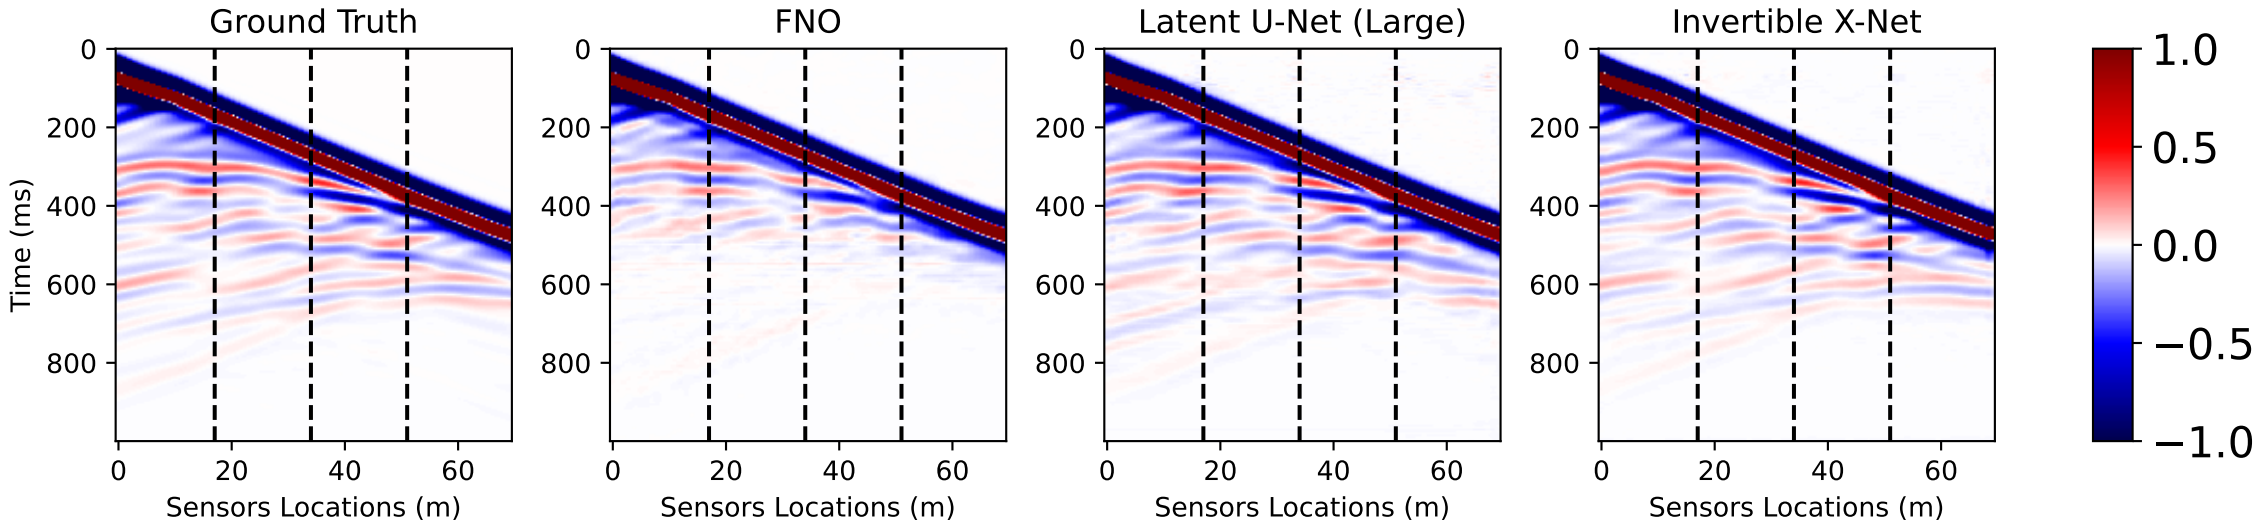 Ground Truth
FNO
Latent U-Net (Large)
Invertible X-Net
Time (ms)
0
200
400
600
800
0 20 40 60
Sensors Locations (m)
0
200
400
600
800
0 20 40 60
Sensors Locations (m)
0
200
400
600
800
0 20 40 60
Sensors Locations (m)
0
200
400
600
800
0 20 40 60
Sensors Locations (m)
1.0
0.5
0.0
−0.5
−1.0